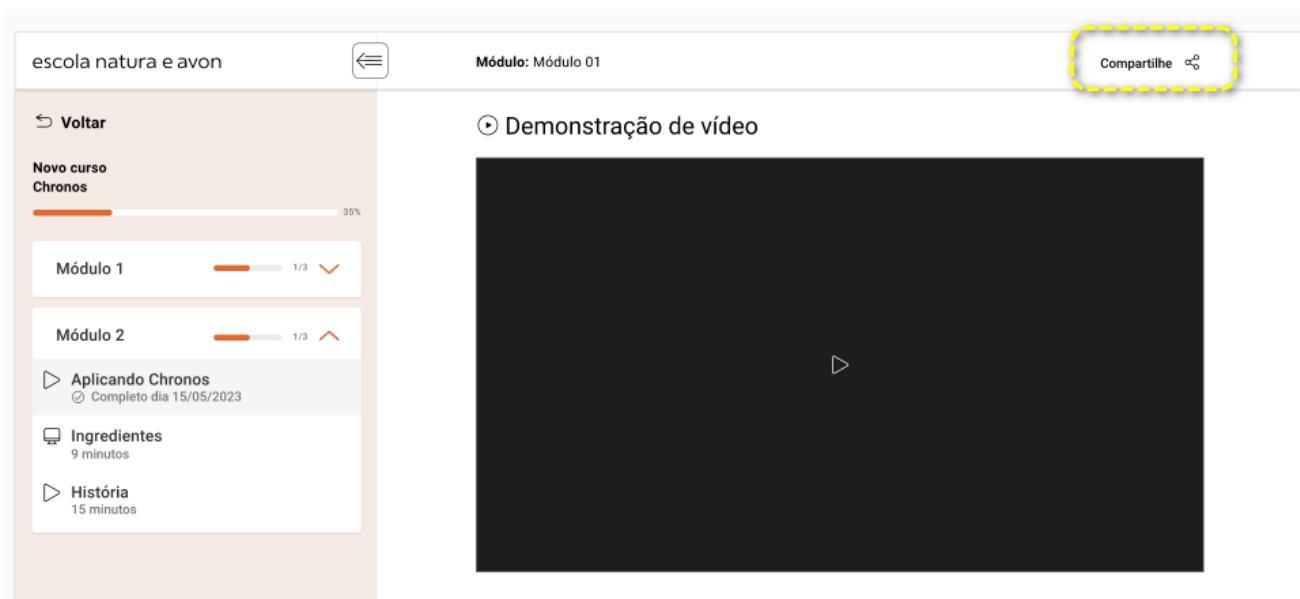 escola natura e avon
Módulo: Módulo 01
Compartilhe
Voltar
Demonstração de vídeo
Novo curso
Chronos
35%
Módulo 1
1/3
Módulo 2
1/3
Aplicando Chronos
Completo dia 15/05/2023
Ingredientes
9 minutos
História
15 minutos